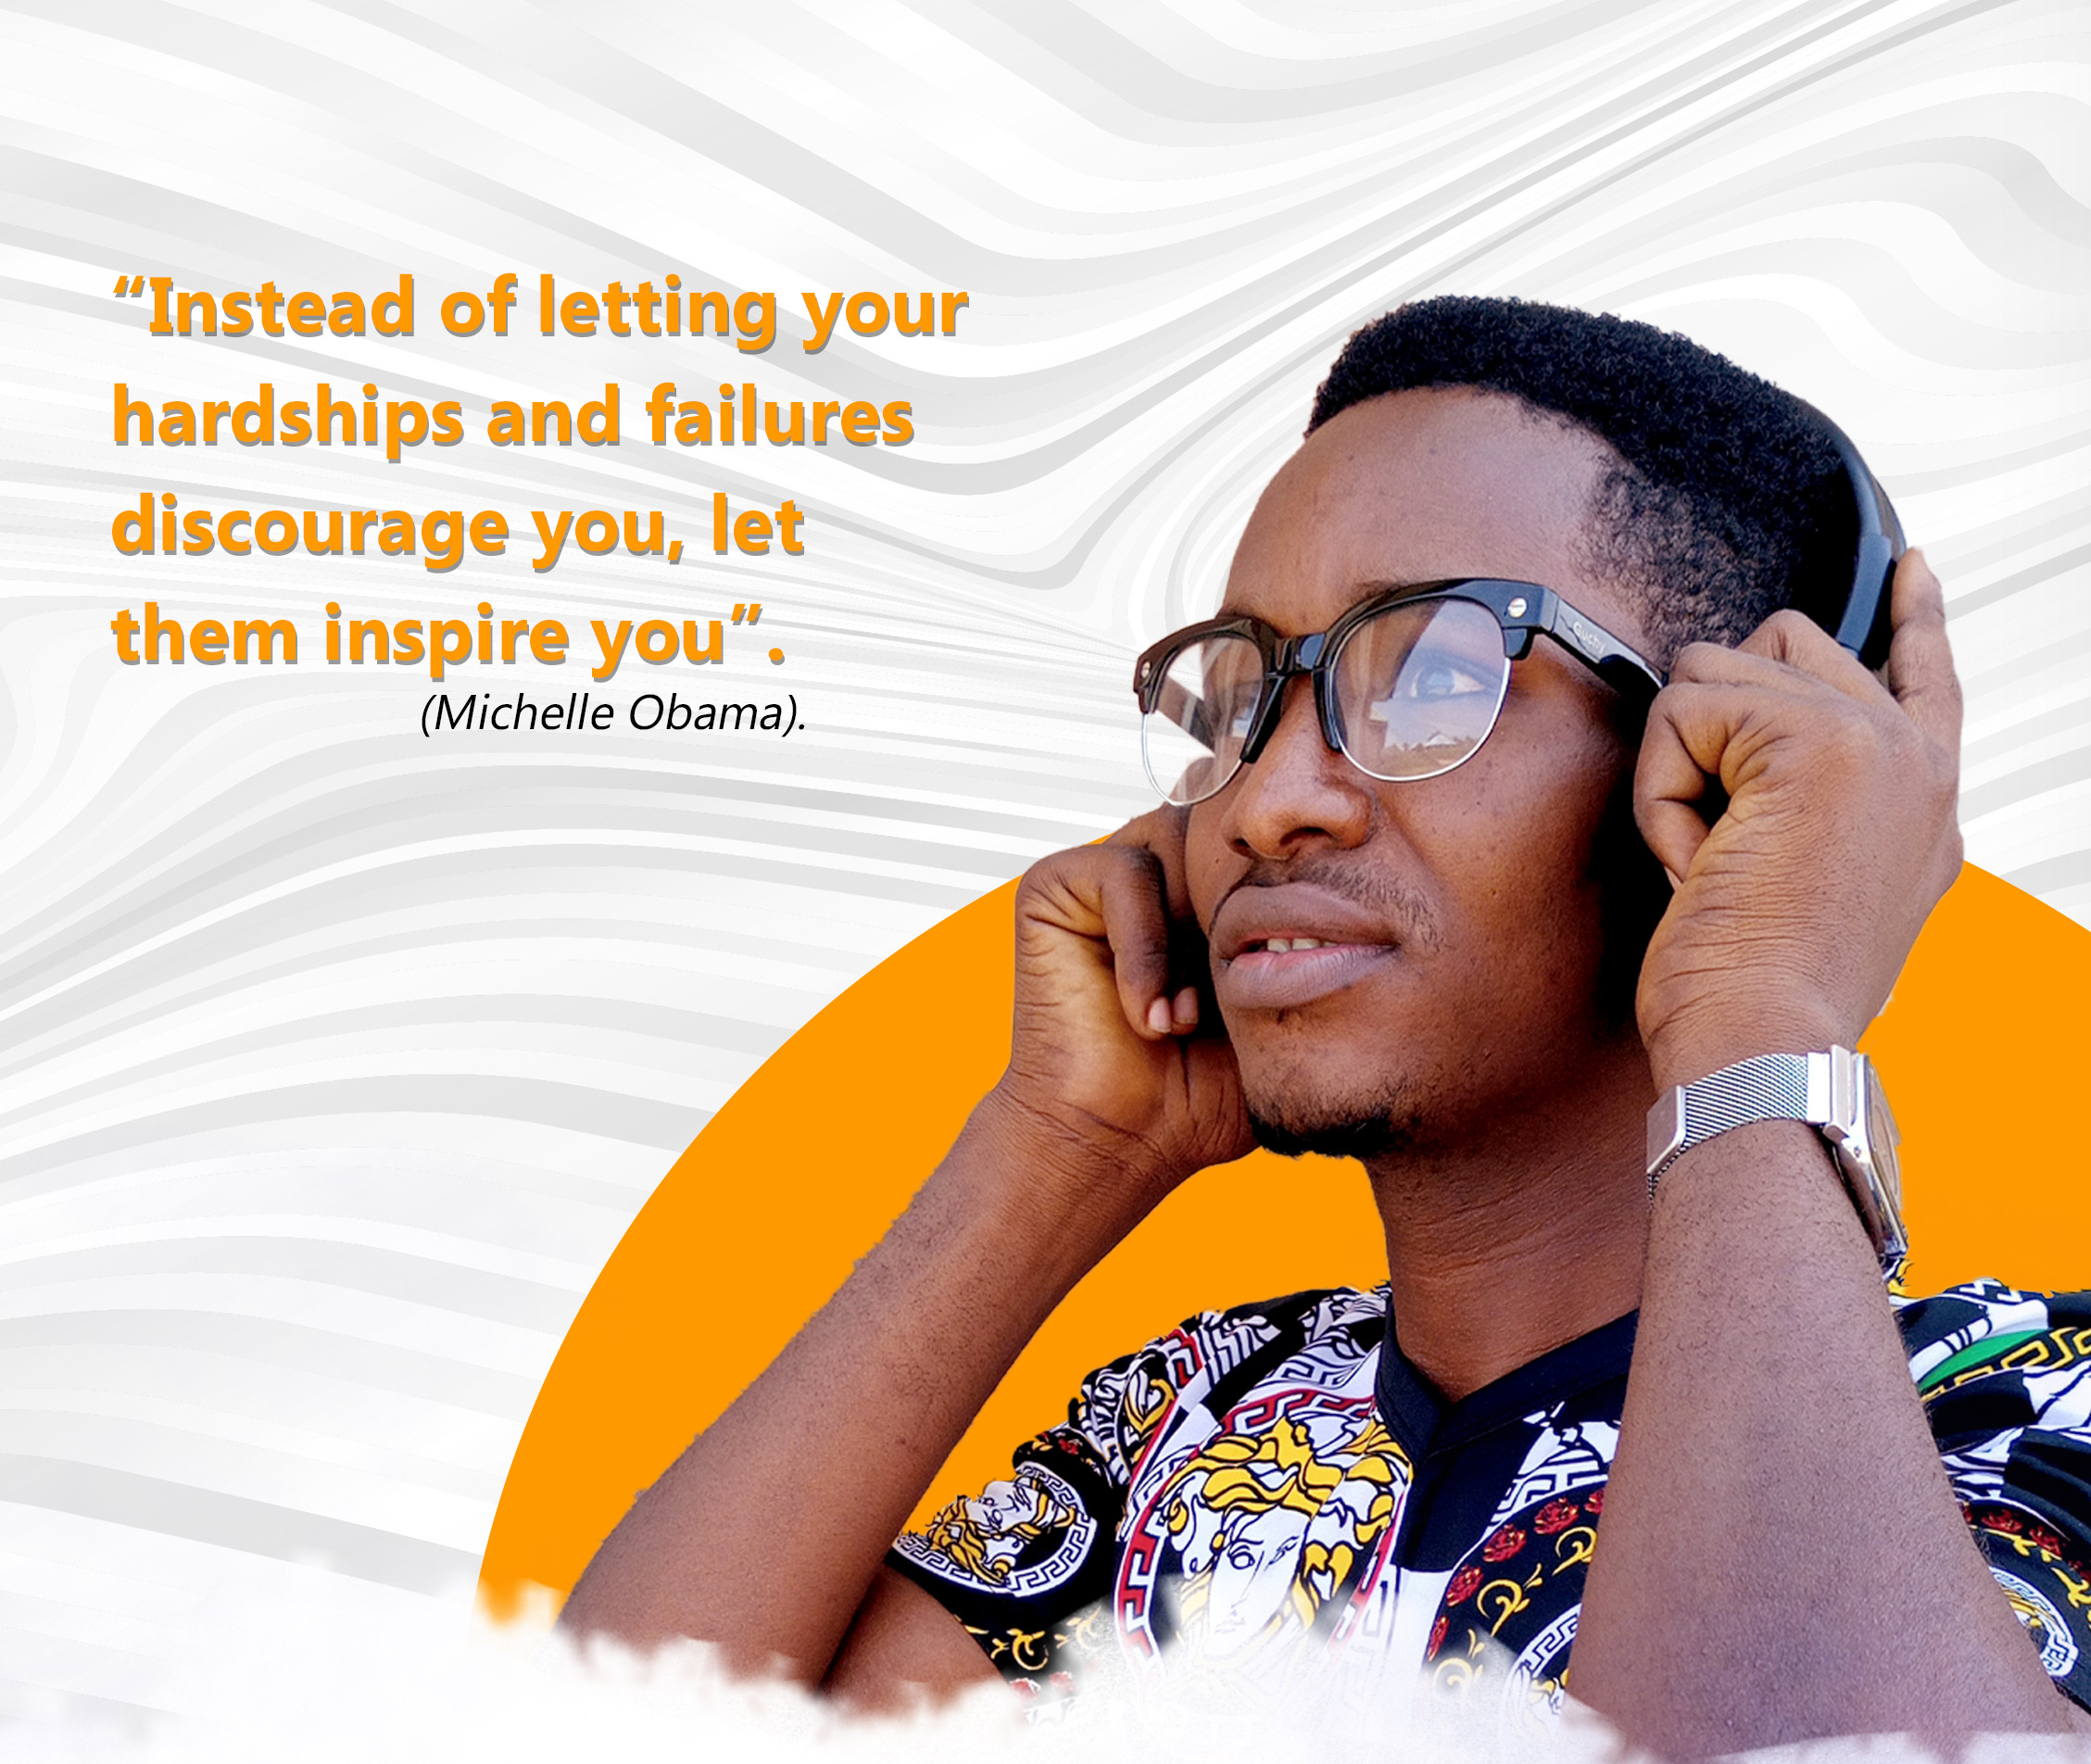 “Instead of letting your
hardships and failures
discourage you, let
them inspire you”.
(Michelle Obama).